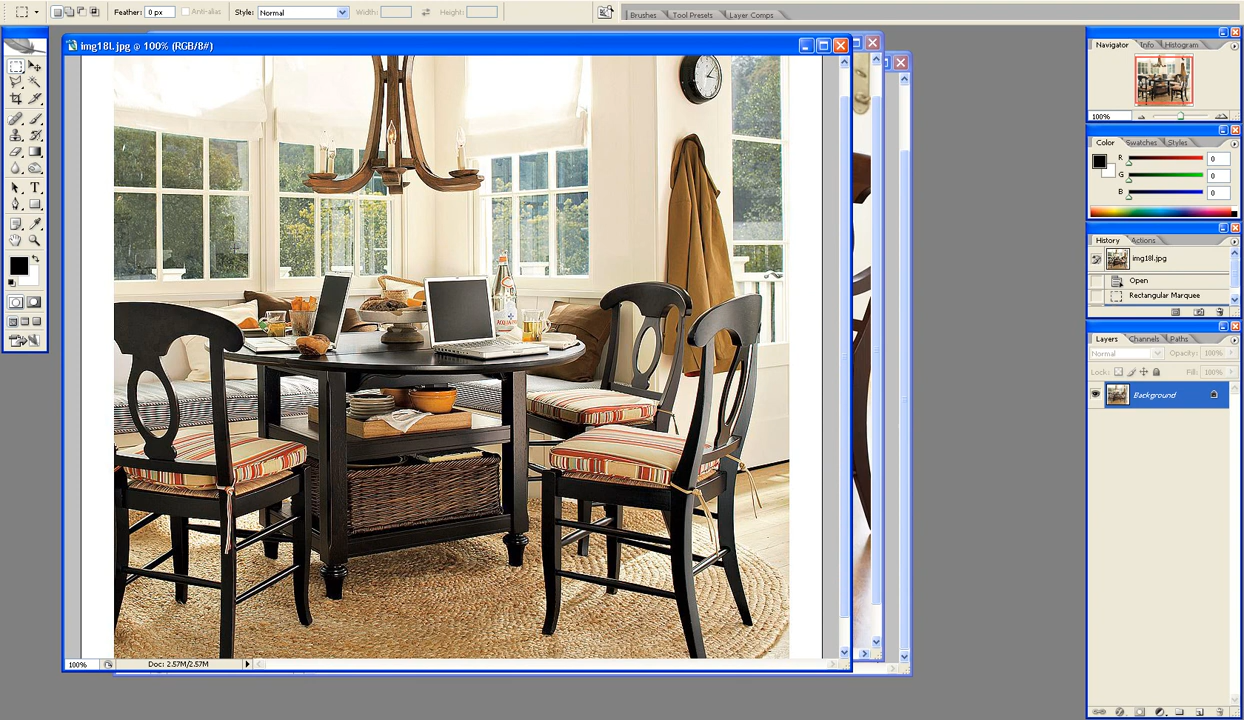 Feather: 0 px Anti-alias Style: Normal Width: Height: Brushes Tool Presets Layer Comps
img18l.jpg @ 100% (RGB/8#)
Navigator Info Histogram
100%
Color Swatches Styles
R 0
G 0
B 0
History Actions
img18l.jpg
Open
Rectangular Marquee
Layers Channels Paths
Normal Opacity: 100%
Lock: Fill: 100%
Background
T
ACQUA
100% Doc: 2.57M/2.57M